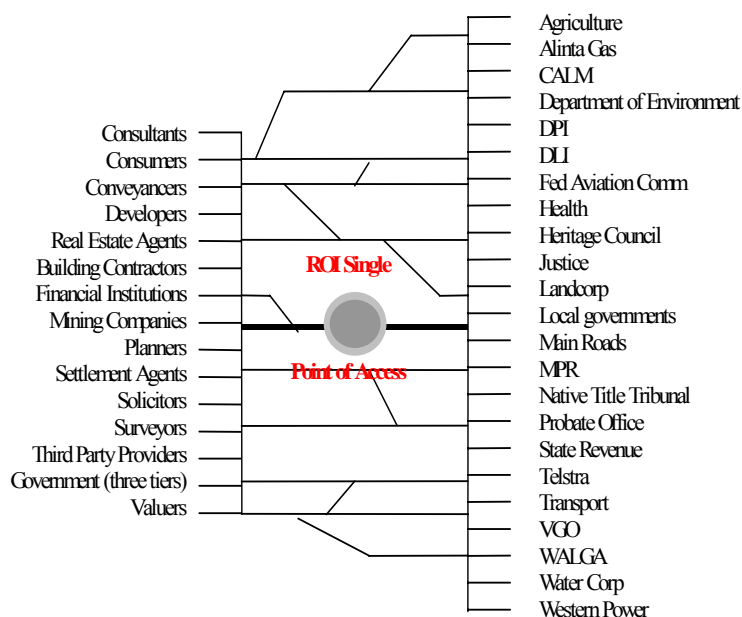 Consultants
Consumers
Conveyancers
Developers
Real Estate Agents
Building Contractors
Financial Institutions
Mining Companies
Planners
Settlement Agents
Solicitors
Surveyors
Third Party Providers
Government (three tiers)
Valuers
ROI Single
Point of Access
Agriculture
Alinta Gas
CALM
Department of Environment
DPI
DLI
Fed Aviation Comm
Health
Heritage Council
Justice
Landcorp
Local governments
Main Roads
MPR
Native Title Tribunal
Probate Office
State Revenue
Telstra
Transport
VGO
WALGA
Water Corp
Western Power